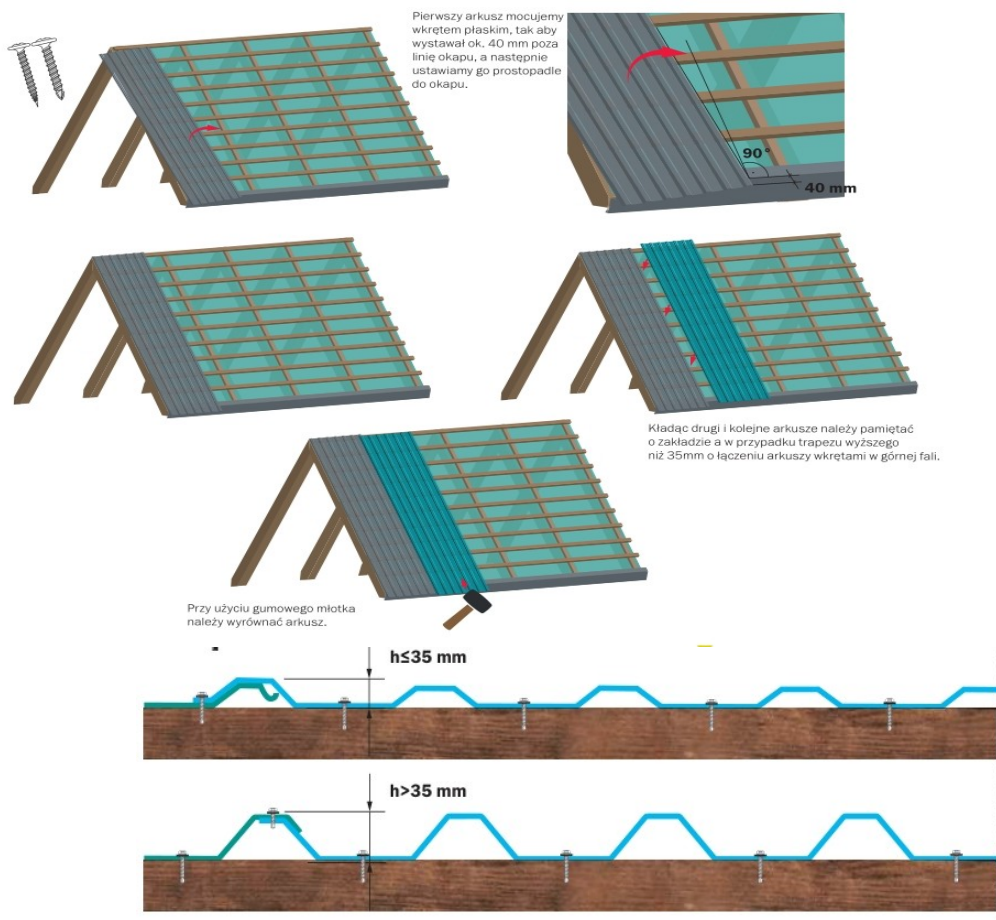 Pierwszy arkusz mocujemy
wkrętem płaskim, tak aby
wystawał ok. 40 mm poza
linię okapu, a następnie
ustawiamy go prostopadle
do okapu.
90°
40 mm
Kładąc drugi i kolejne arkusze należy pamiętać
o zakładzie a w przypadku trapezu wyższego
niż 35mm o łączeniu arkuszy wkrętami w górnej fali.
Przy użyciu gumowego młotka
należy wyrównać arkusz.
h≤35 mm
h>35 mm